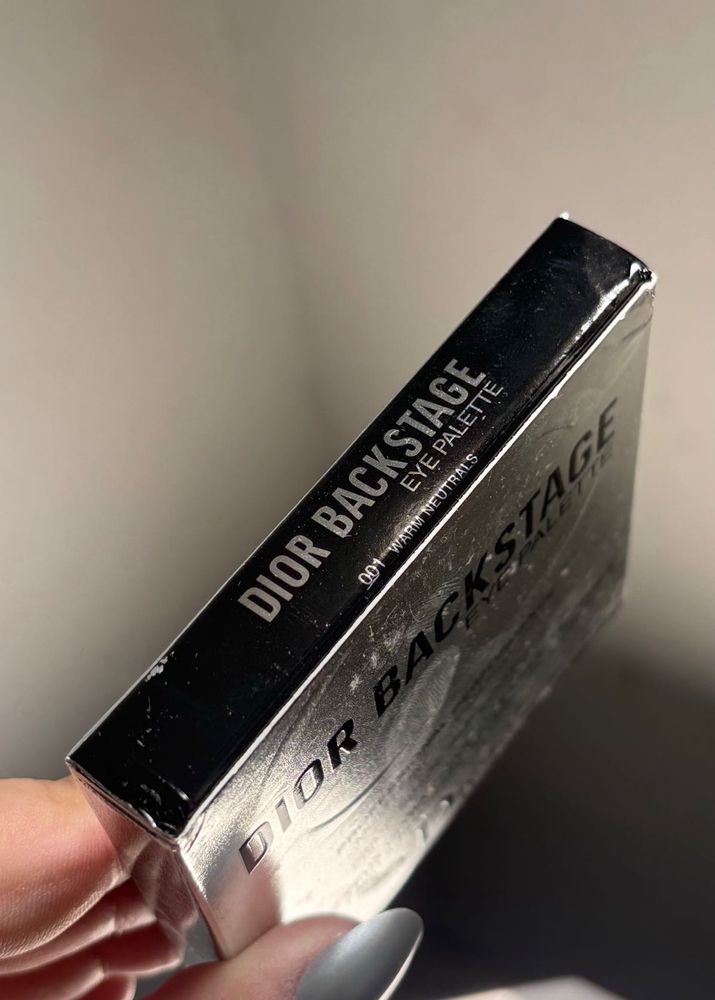 DIOR BACKSTAGE
EYE PALETTE
001 WARM NEUTRALS
DIOR BACKSTAGE
EYE PALETTE